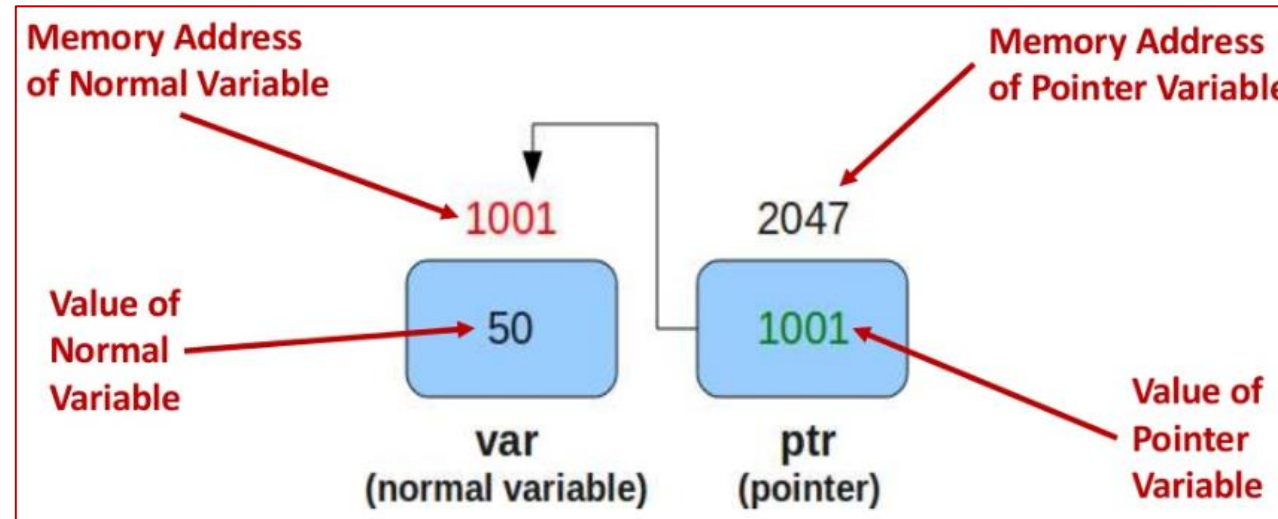 Memory Address
of Normal Variable
Memory Address
of Pointer Variable
1001
2047
Value of
Normal
Variable
50
1001
Value of
Pointer
Variable
var
(normal variable)
ptr
(pointer)